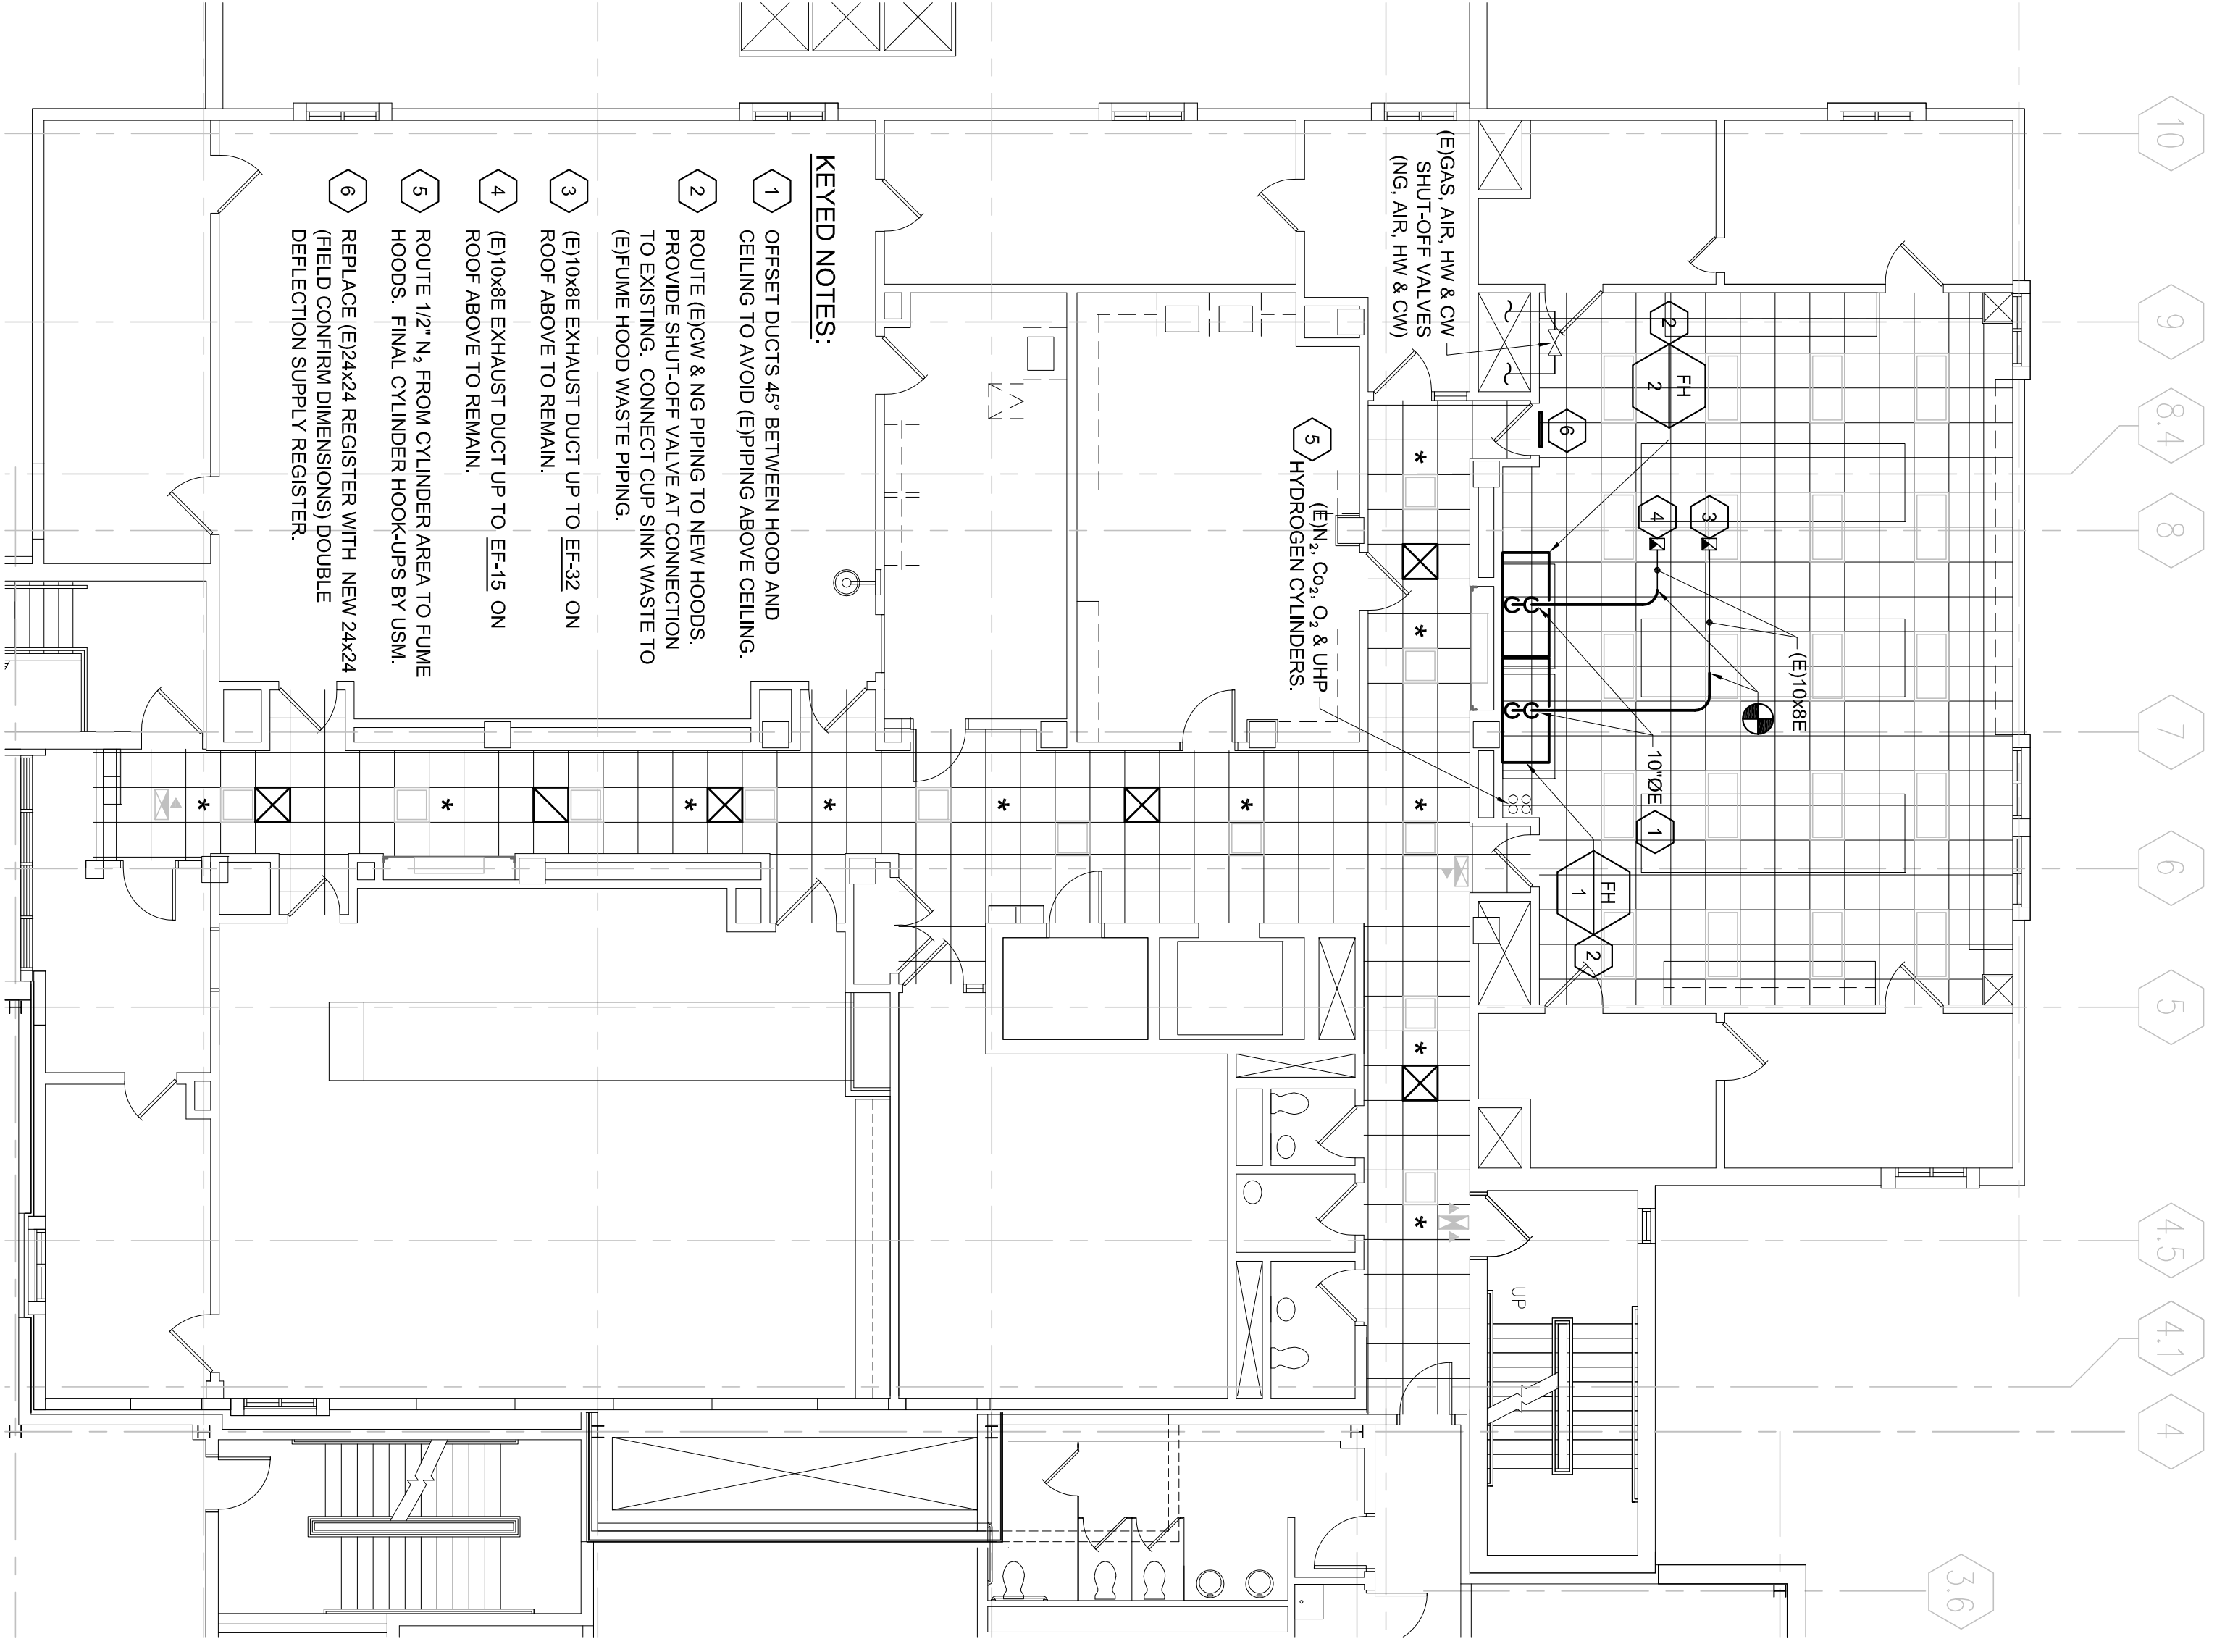 10
9
8.4
8
7
6
5
4.5
4.1
4
3.6
(E)GAS, AIR, HW & CW
SHUT-OFF VALVES
(NG, AIR, HW & CW)
2
FH
2
6
4
3
(E)10x8E
10"ØE
1
FH
1
2
5
(E)N₂, Co₂, O₂ & UHP
HYDROGEN CYLINDERS.
UP
*
*
*
*
*
*
*
*
*
*
*
KEYED NOTES:
1
OFFSET DUCTS 45° BETWEEN HOOD AND
CEILING TO AVOID (E)PIPING ABOVE CEILING.
2
ROUTE (E)CW & NG PIPING TO NEW HOODS.
PROVIDE SHUT-OFF VALVE AT CONNECTION
TO EXISTING. CONNECT CUP SINK WASTE TO
(E)FUME HOOD WASTE PIPING.
3
(E)10x8E EXHAUST DUCT UP TO EF-32 ON
ROOF ABOVE TO REMAIN.
4
(E)10x8E EXHAUST DUCT UP TO EF-15 ON
ROOF ABOVE TO REMAIN.
5
ROUTE 1/2" N₂ FROM CYLINDER AREA TO FUME
HOODS. FINAL CYLINDER HOOK-UPS BY USM.
6
REPLACE (E)24x24 REGISTER WITH NEW 24x24
(FIELD CONFIRM DIMENSIONS) DOUBLE
DEFLECTION SUPPLY REGISTER.